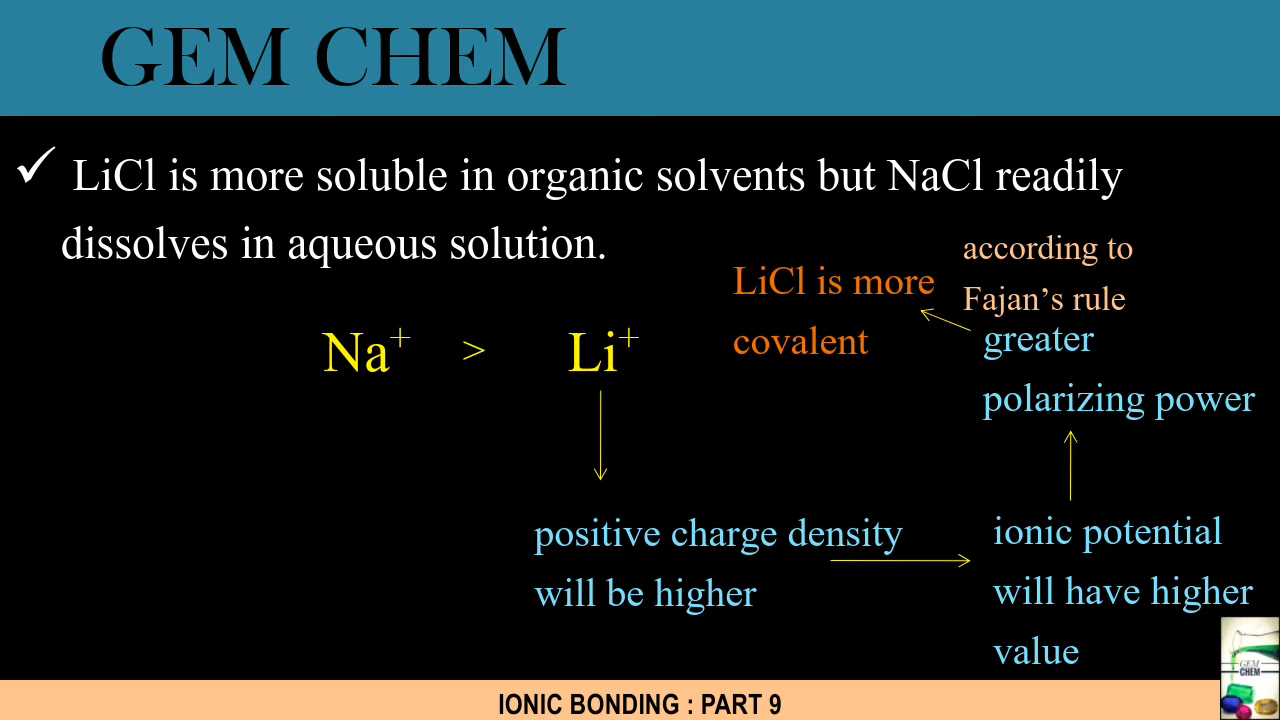 GEM CHEM
✓ LiCl is more soluble in organic solvents but NaCl readily
dissolves in aqueous solution.
according to
Fajan’s rule
LiCl is more
covalent
Na⁺ > Li⁺
greater
polarizing power
positive charge density
will be higher
ionic potential
will have higher
value
GEM
CHEM
IONIC BONDING : PART 9